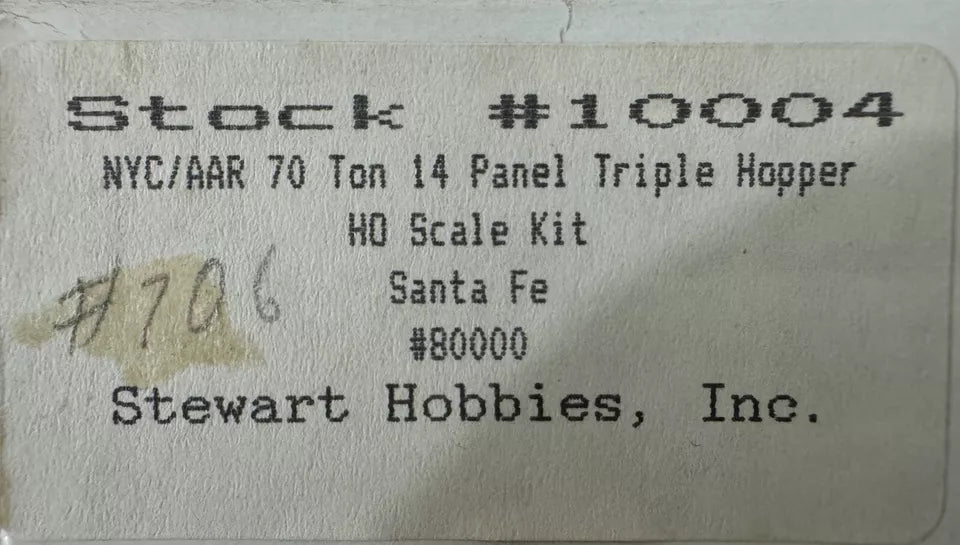 Stock #10004
NYC/AAR 70 Ton 14 Panel Triple Hopper
HO Scale Kit
Santa Fe
#706
#80000
Stewart Hobbies, Inc.